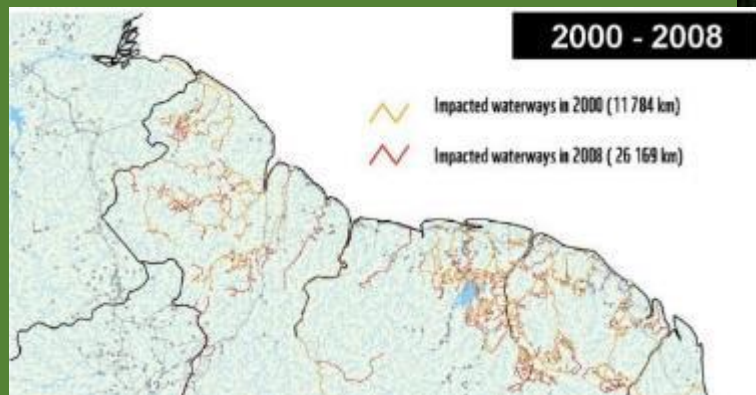 2000 - 2008
Impacted waterways in 2000 (11 784 km)
Impacted waterways in 2008 ( 26 169 km)